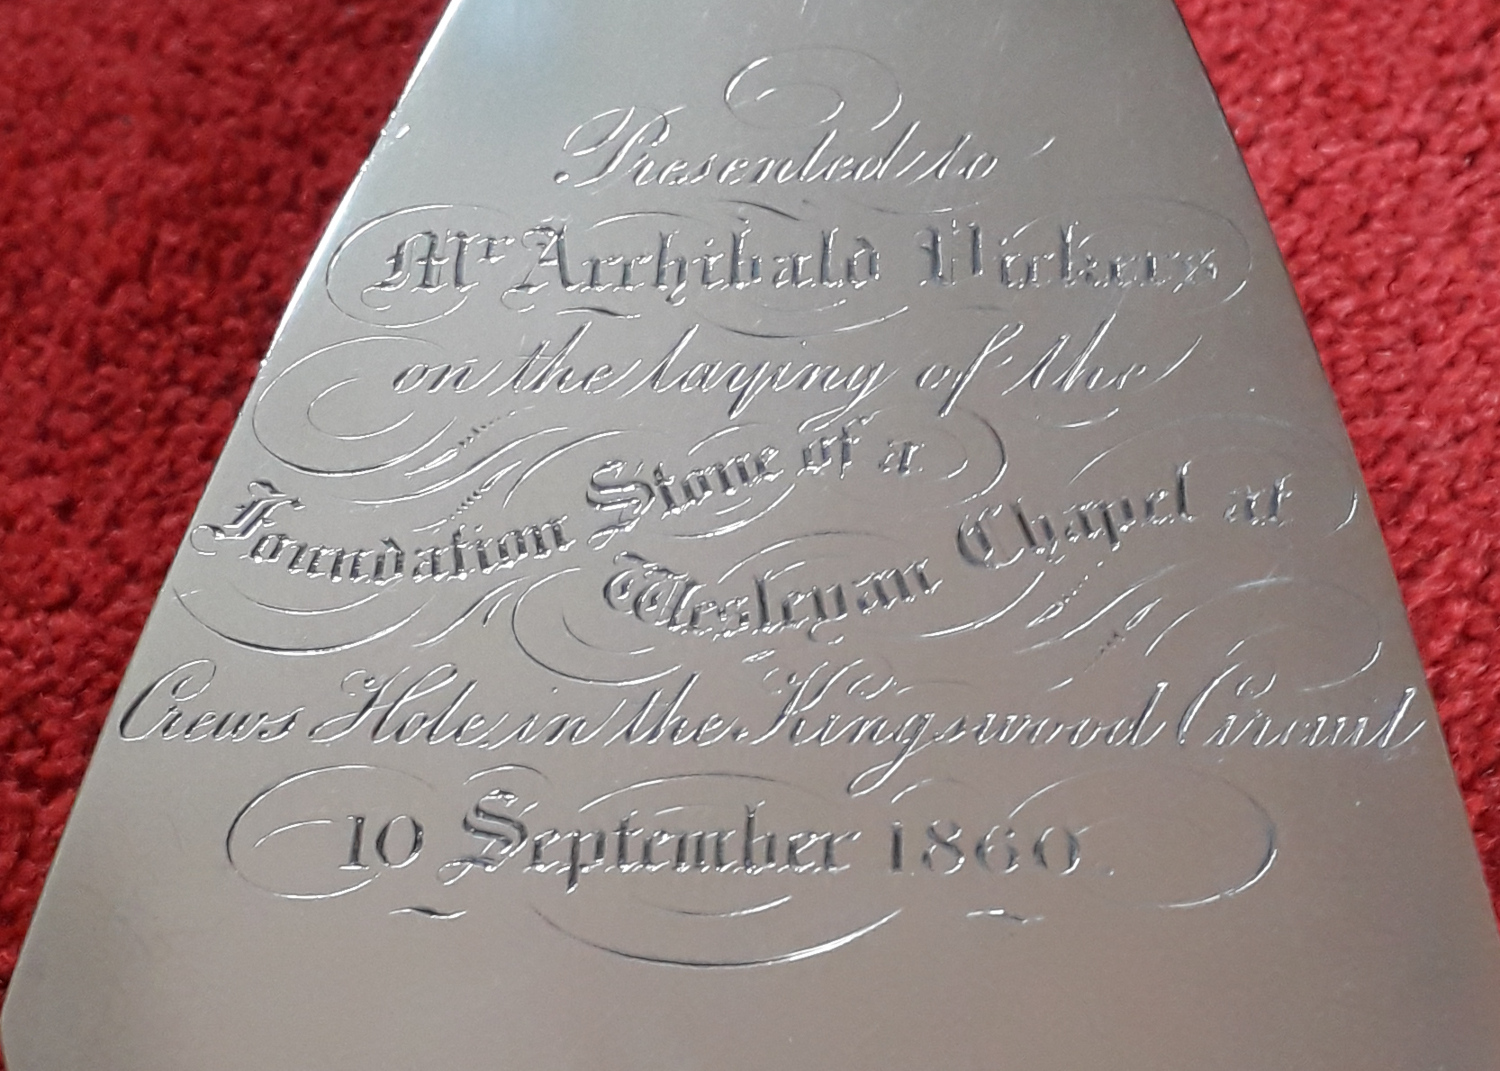 Presented to
Mr Archibald Vickers
on the laying of the
Foundation Stone of a
Wesleyan Chapel at
Crews Hole in the Kingswood Circuit
10 September 1860.